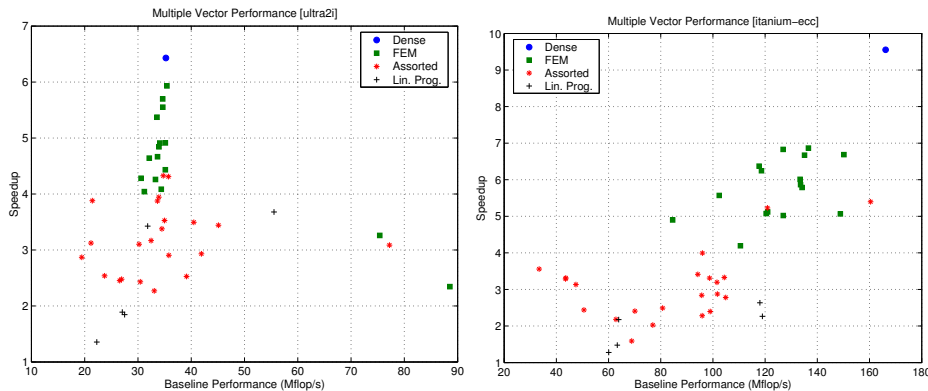 Multiple Vector Performance [ultra2i]
7
6
5
4
3
2
1
Speedup
Dense
FEM
Assorted
Lin. Prog.
10 20 30 40 50 60 70 80 90
Baseline Performance (Mflop/s)
Multiple Vector Performance [itanium−ecc]
10
9
8
7
6
5
4
3
2
1
Speedup
Dense
FEM
Assorted
Lin. Prog.
20 40 60 80 100 120 140 160 180
Baseline Performance (Mflop/s)